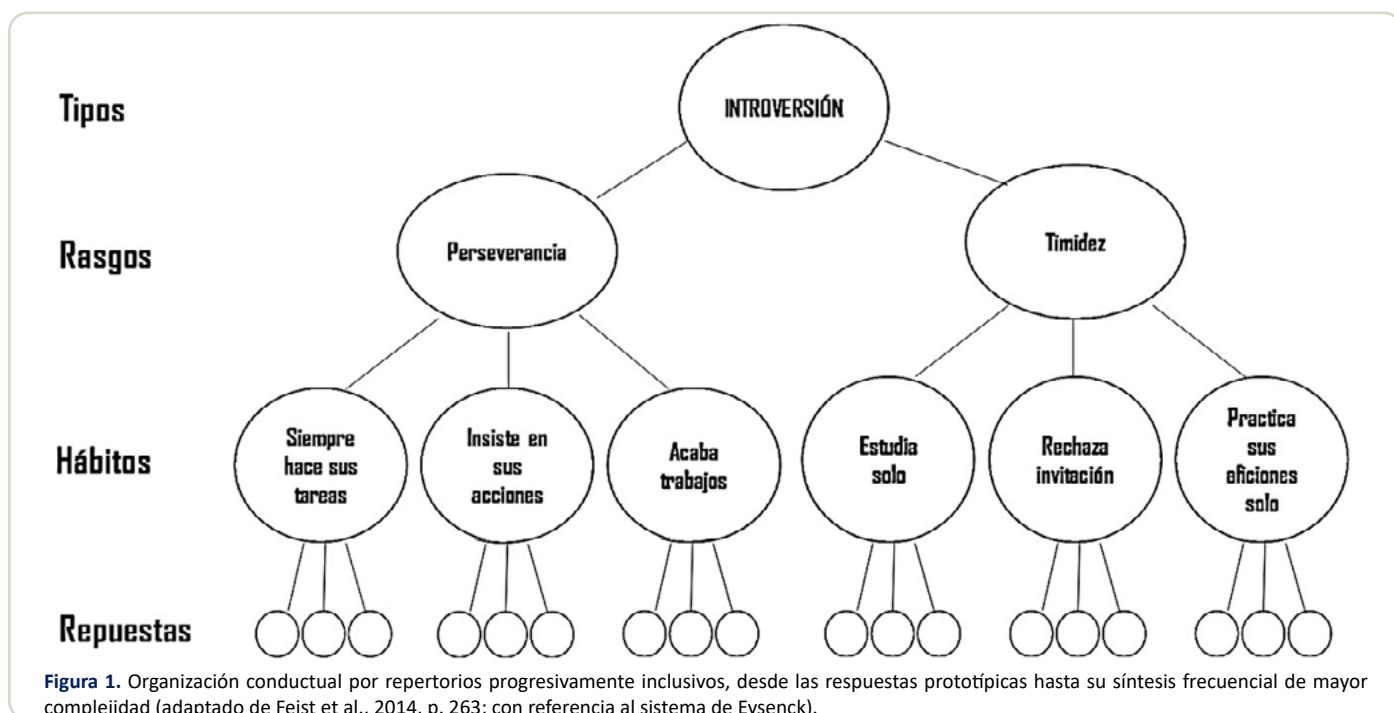 Tipos
INTROVERSIÓN
Rasgos
Perseverancia
Timidez
Hábitos
Siempre
hace sus
tareas
Insiste en
sus
acciones
Acaba
trabajos
Estudia
solo
Rechaza
invitación
Practica
sus
aficiones
solo
Repuestas
Figura 1. Organización conductual por repertorios progresivamente inclusivos, desde las respuestas prototípicas hasta su síntesis frecuencial de mayor
complejidad (adaptado de Feist et al., 2014, p. 263; con referencia al sistema de Eysenck).